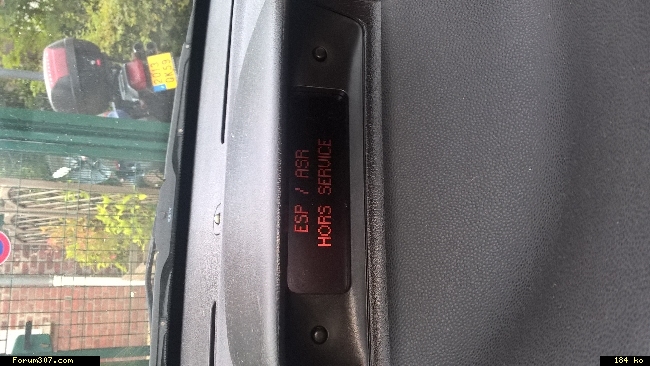 ESP / ASR
HORS SERVICE
Forum307.com
184 ko